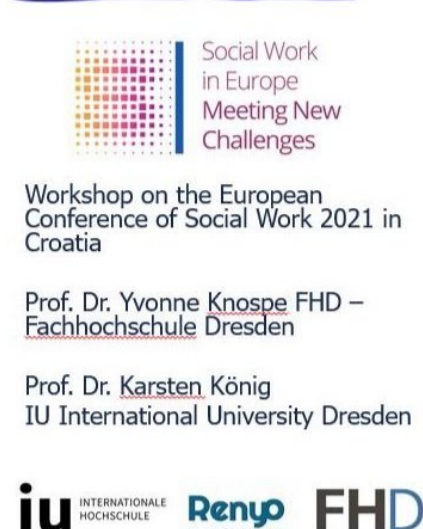 Social Work
in Europe
Meeting New
Challenges
Workshop on the European
Conference of Social Work 2021 in
Croatia
Prof. Dr. Yvonne Knospe FHD –
Fachhochschule Dresden
Prof. Dr. Karsten König
IU International University Dresden
iu INTERNATIONALE
HOCHSCHULE
Renyo
FHD